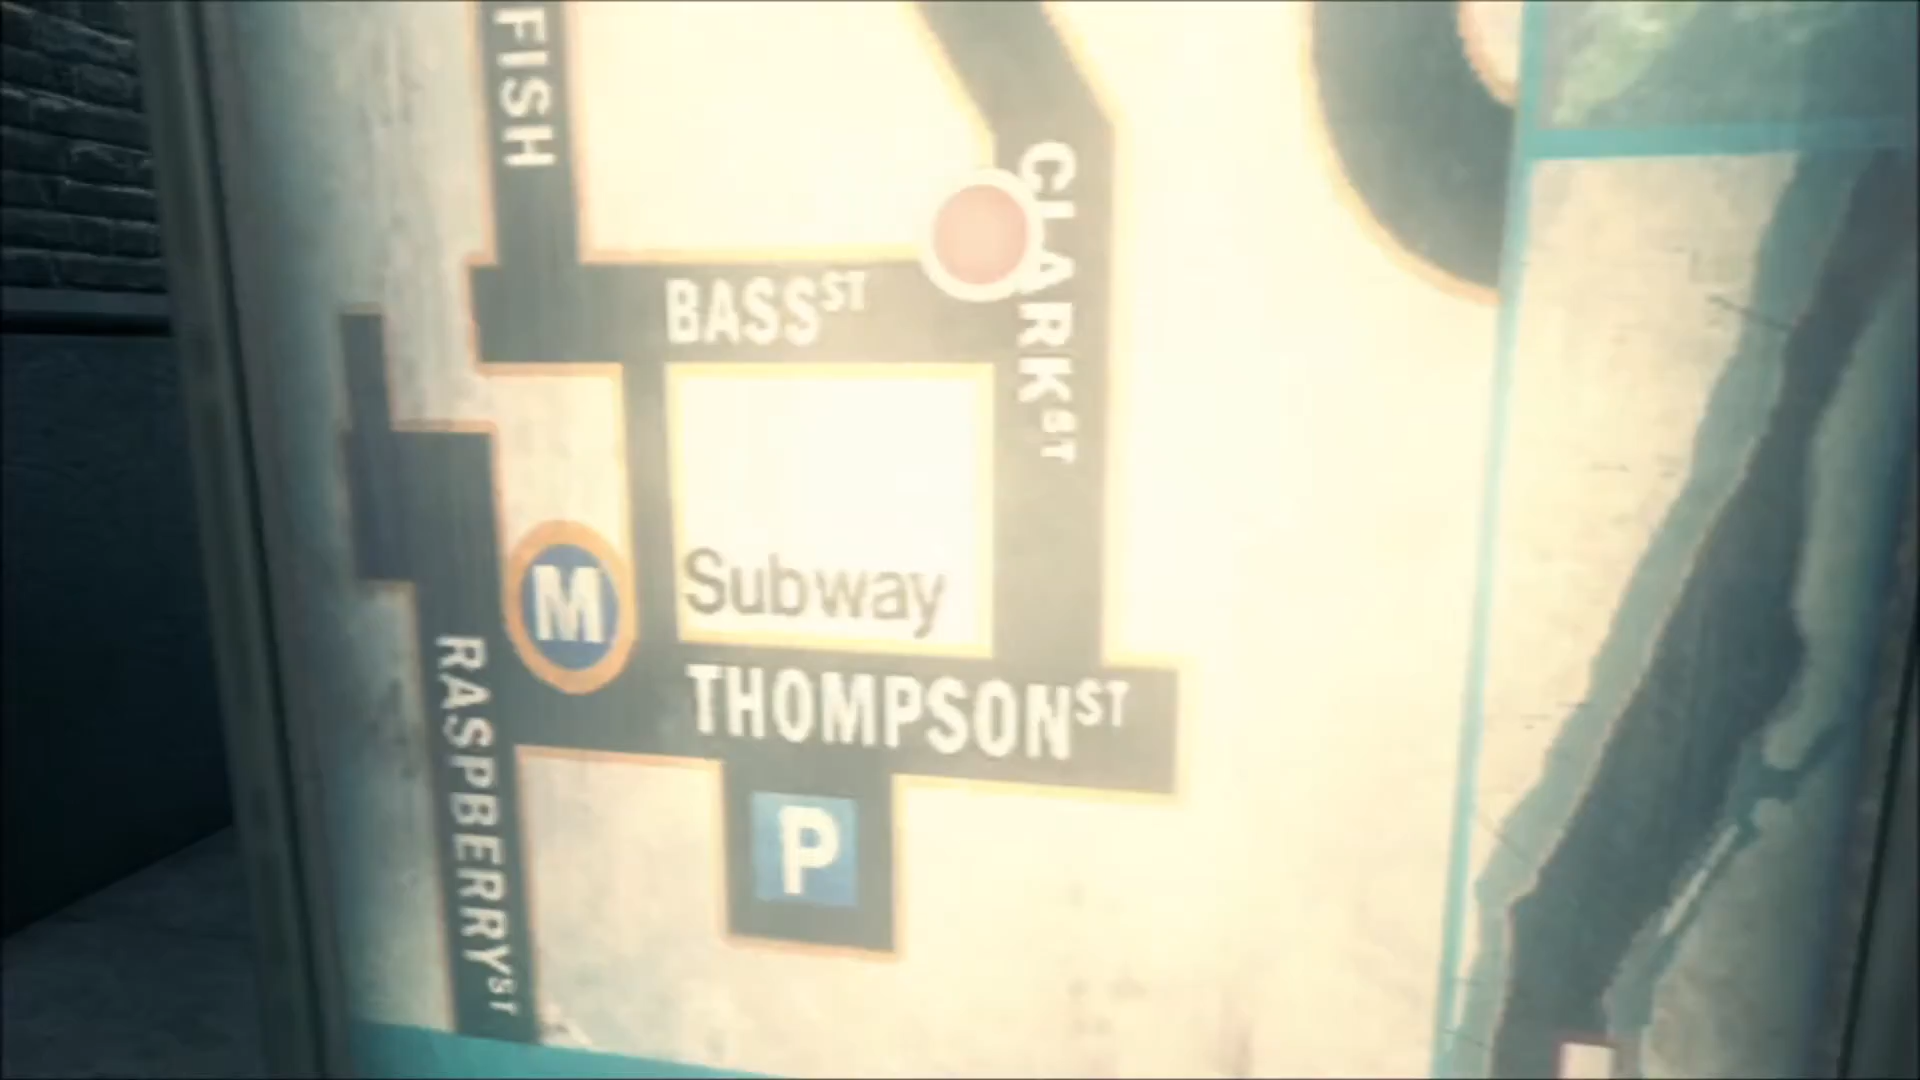 FISH
CLARK ST
BASS ST
M
Subway
THOMPSON ST
RASPBERRY ST
P